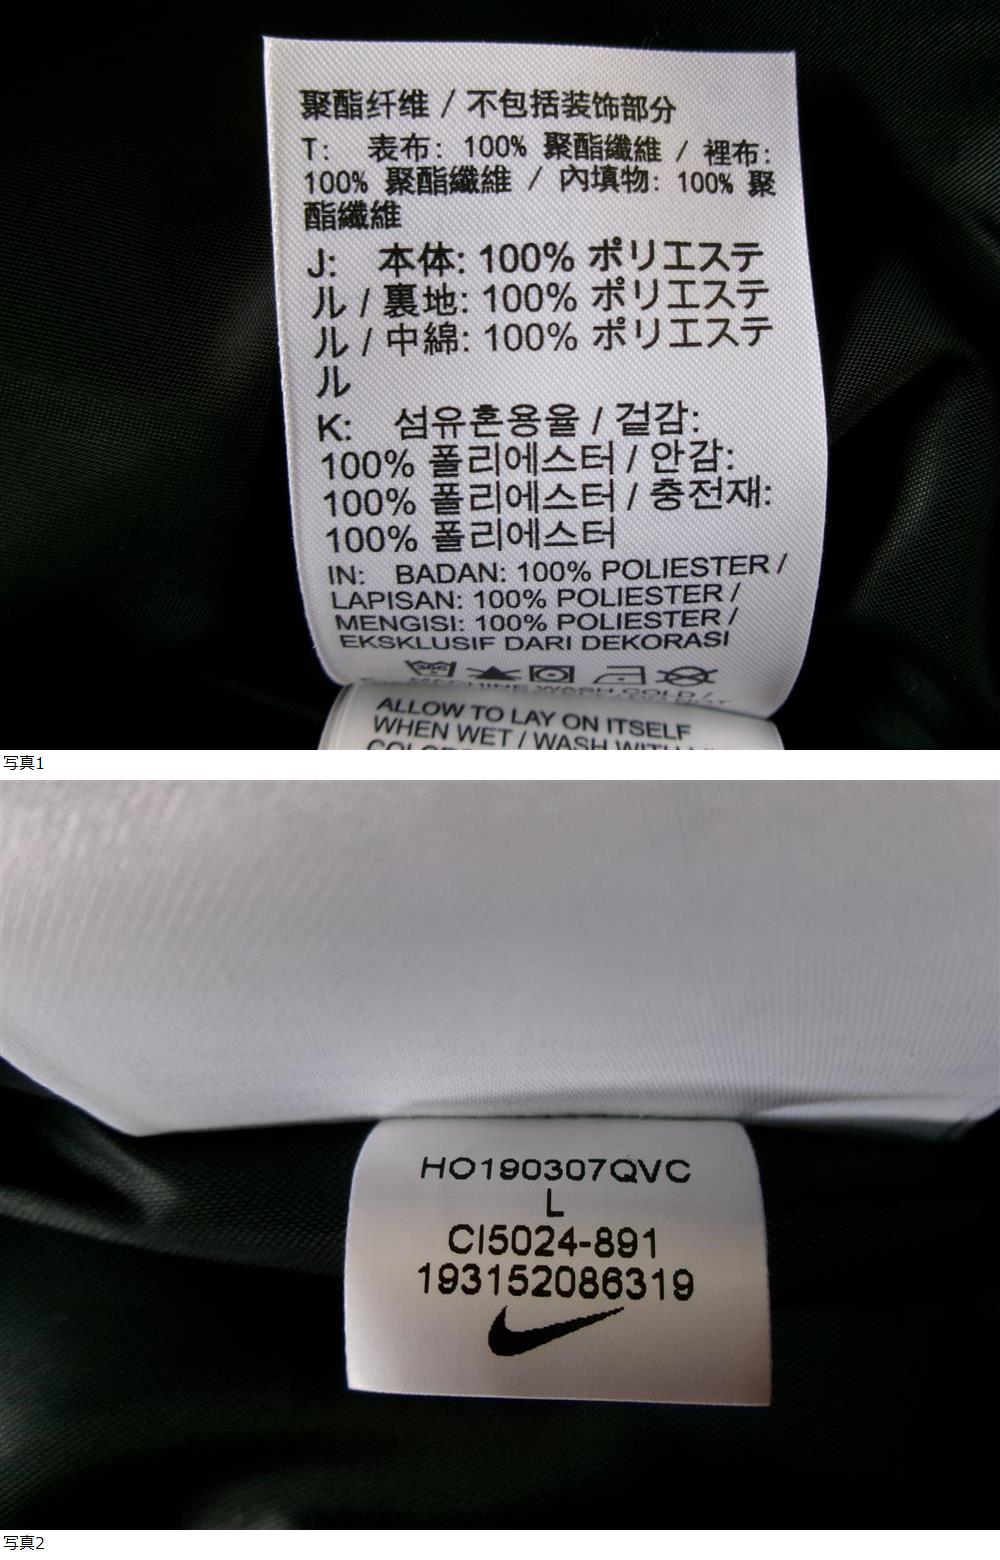 聚酯纤维 / 不包括装饰部分
T: 表布: 100% 聚酯纖維 / 裡布:
100% 聚酯纖維 / 內填物: 100% 聚
酯纖維
J: 本体: 100% ポリエステ
ル / 裏地: 100% ポリエステ
ル / 中綿: 100% ポリエステ
ル
K: 섬유혼용율 / 겉감:
100% 폴리에스터 / 안감:
100% 폴리에스터 / 충전재:
100% 폴리에스터
IN: BADAN: 100% POLIESTER /
LAPISAN: 100% POLIESTER /
MENGISI: 100% POLIESTER /
EKSKLUSIF DARI DEKORASI
MACHINE WASH COLD /
ALLOW TO LAY ON ITSELF
WHEN WET / WASH WITH
写真1
HO190307QVC
L
CI5024-891
193152086319
写真2